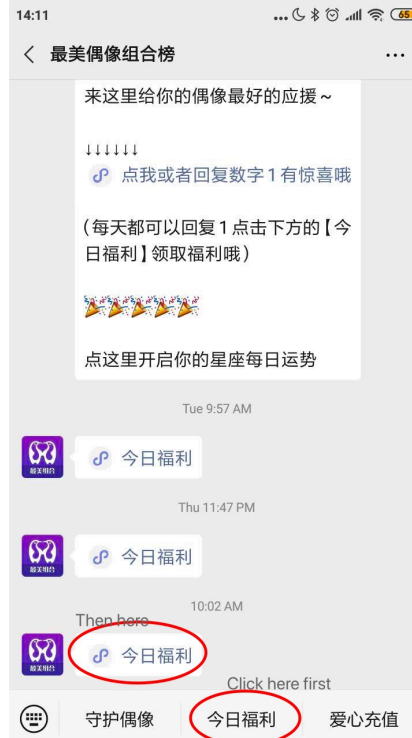 14:11
65
最美偶像组合榜
来这里给你的偶像最好的应援～
↓↓↓↓↓↓
点我或者回复数字1有惊喜哦
(每天都可以回复1点击下方的【今
日福利】领取福利哦)
🎉🎉🎉🎉🎉
点这里开启你的星座每日运势
Tue 9:57 AM
最美组合
今日福利
Thu 11:47 PM
最美组合
今日福利
10:02 AM
Then here
最美组合
今日福利
Click here first
守护偶像
今日福利
爱心充值